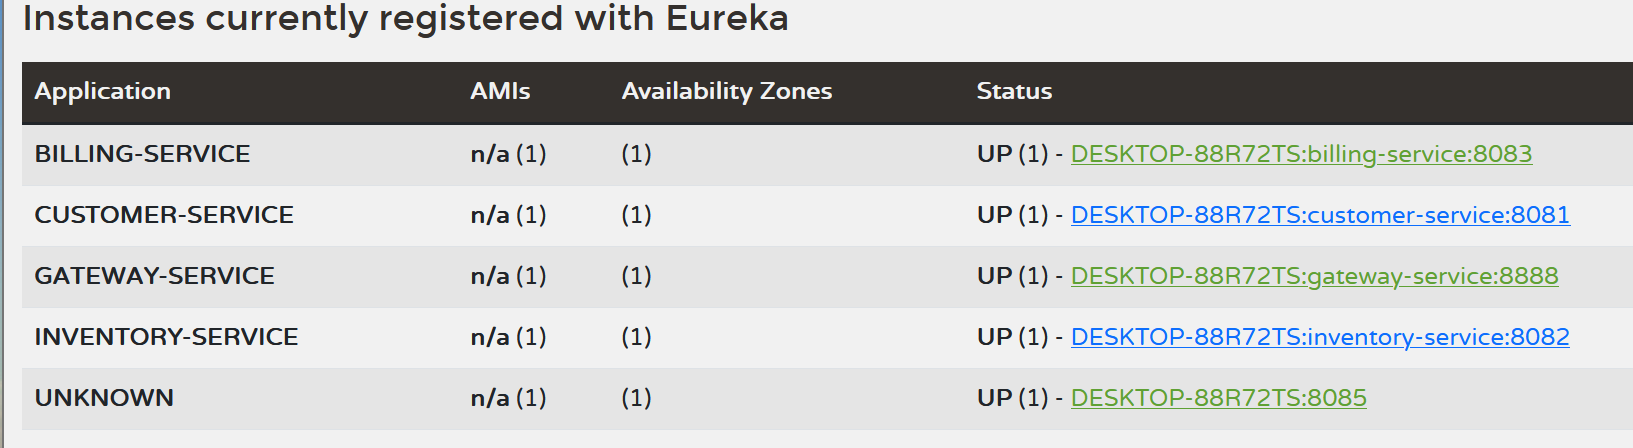 Instances currently registered with Eureka
Application AMIs Availability Zones Status
BILLING-SERVICE n/a (1) (1) UP (1) - DESKTOP-88R72TS:billing-service:8083
CUSTOMER-SERVICE n/a (1) (1) UP (1) - DESKTOP-88R72TS:customer-service:8081
GATEWAY-SERVICE n/a (1) (1) UP (1) - DESKTOP-88R72TS:gateway-service:8888
INVENTORY-SERVICE n/a (1) (1) UP (1) - DESKTOP-88R72TS:inventory-service:8082
UNKNOWN n/a (1) (1) UP (1) - DESKTOP-88R72TS:8085